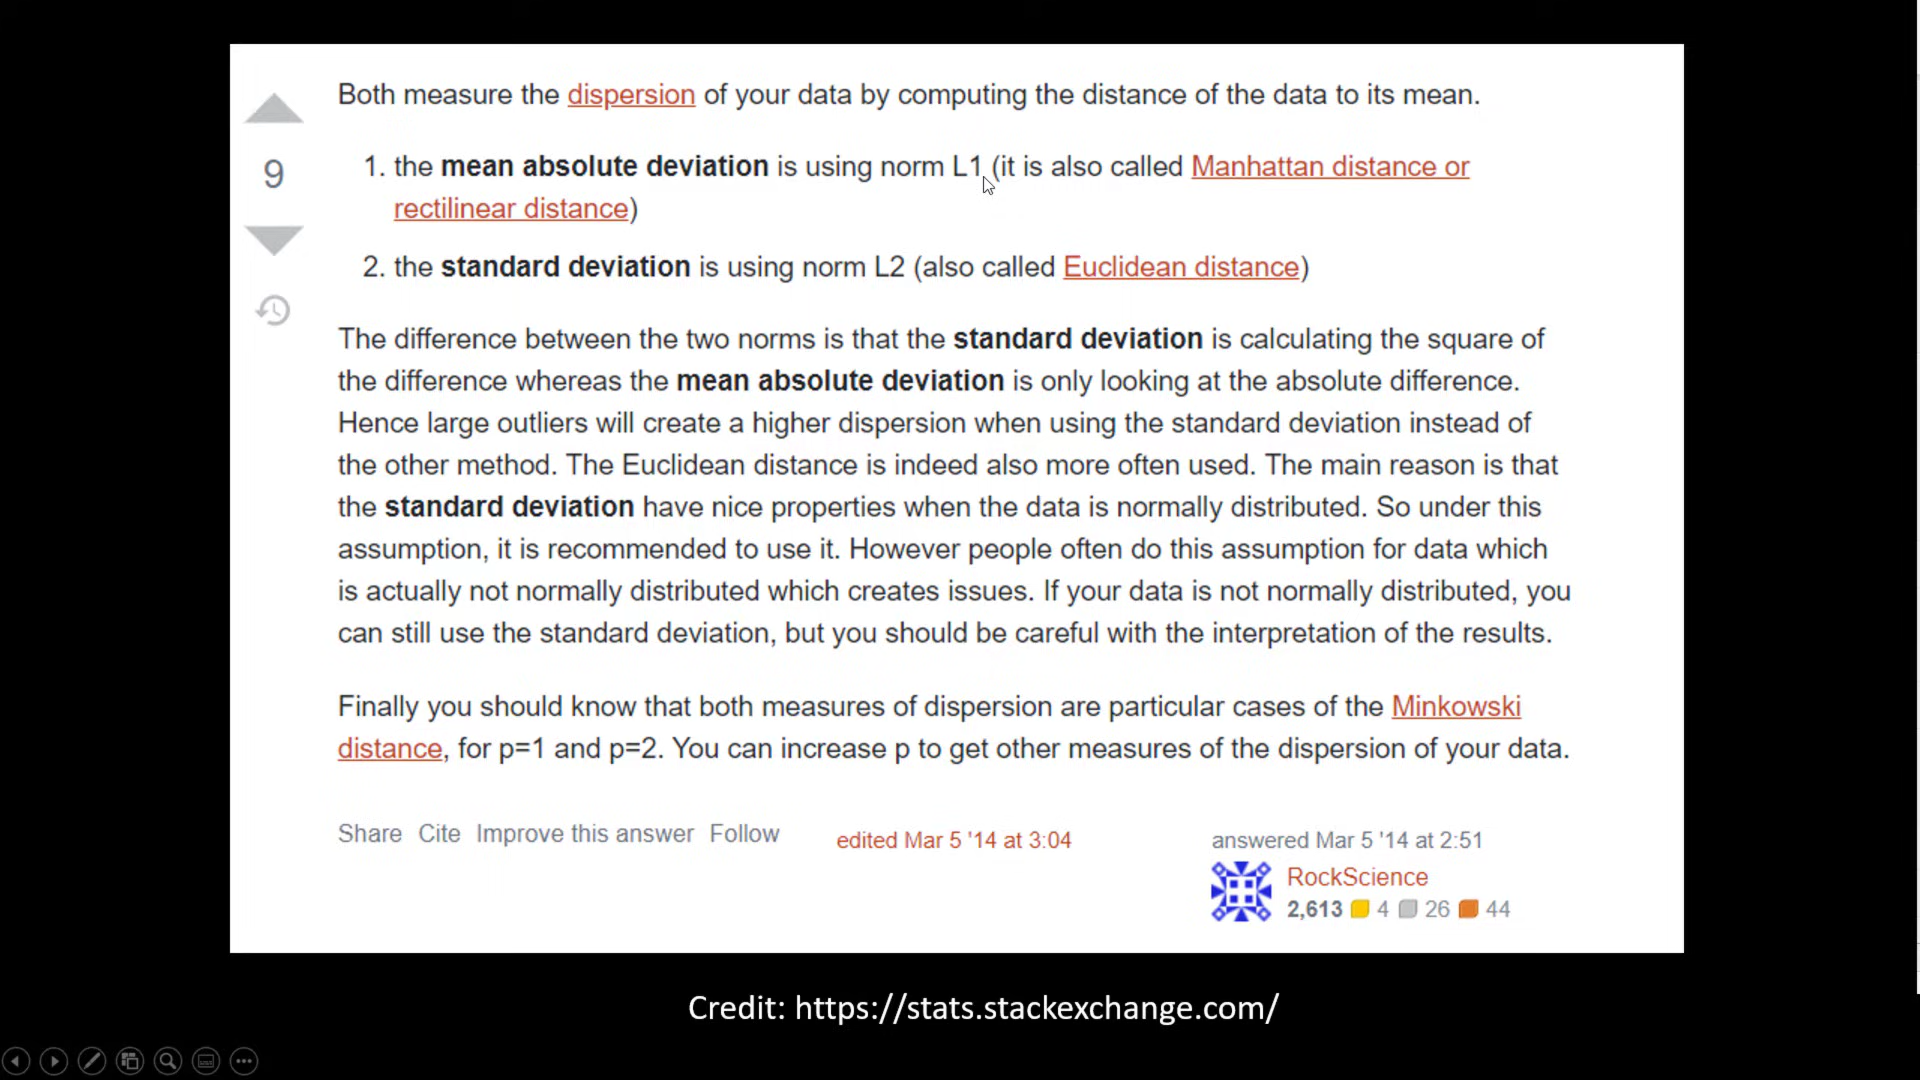 Both measure the dispersion of your data by computing the distance of the data to its mean.
9
1. the mean absolute deviation is using norm L1 (it is also called Manhattan distance or
rectilinear distance)
2. the standard deviation is using norm L2 (also called Euclidean distance)
The difference between the two norms is that the standard deviation is calculating the square of
the difference whereas the mean absolute deviation is only looking at the absolute difference.
Hence large outliers will create a higher dispersion when using the standard deviation instead of
the other method. The Euclidean distance is indeed also more often used. The main reason is that
the standard deviation have nice properties when the data is normally distributed. So under this
assumption, it is recommended to use it. However people often do this assumption for data which
is actually not normally distributed which creates issues. If your data is not normally distributed, you
can still use the standard deviation, but you should be careful with the interpretation of the results.
Finally you should know that both measures of dispersion are particular cases of the Minkowski
distance, for p=1 and p=2. You can increase p to get other measures of the dispersion of your data.
Share Cite Improve this answer Follow edited Mar 5 '14 at 3:04 answered Mar 5 '14 at 2:51
RockScience
2,613 4 26 44
Credit: https://stats.stackexchange.com/